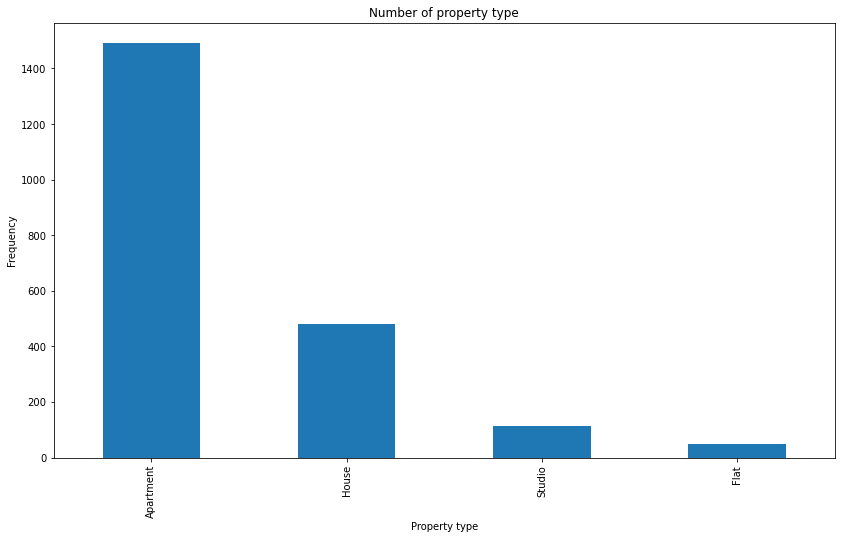 Number of property type
1400
1200
1000
800
600
400
200
0
Frequency
Apartment
House
Studio
Flat
Property type